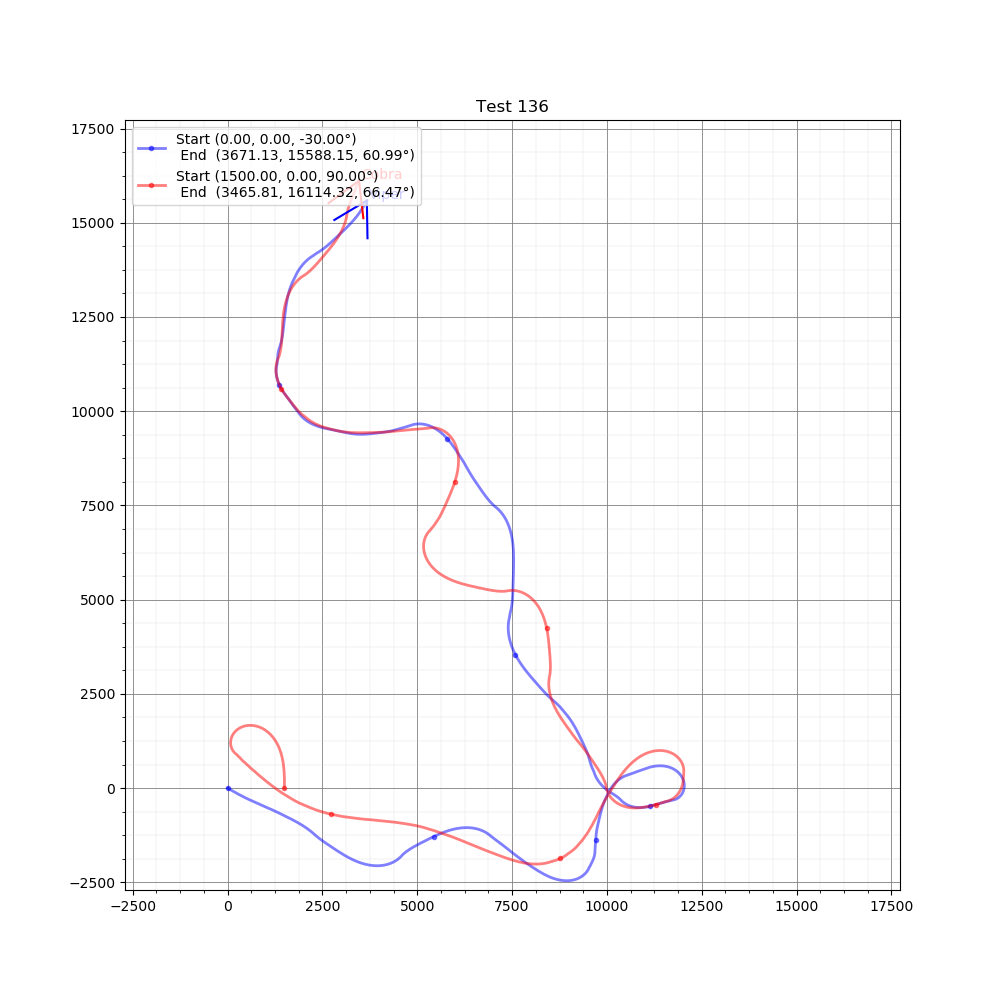 Test 136
Start (0.00, 0.00, -30.00°)
End (3671.13, 15588.15, 60.99°)
Start (1500.00, 0.00, 90.00°)
End (3465.81, 16114.32, 66.47°)
17500
15000
12500
10000
7500
5000
2500
0
−2500
−2500 0 2500 5000 7500 10000 12500 15000 17500